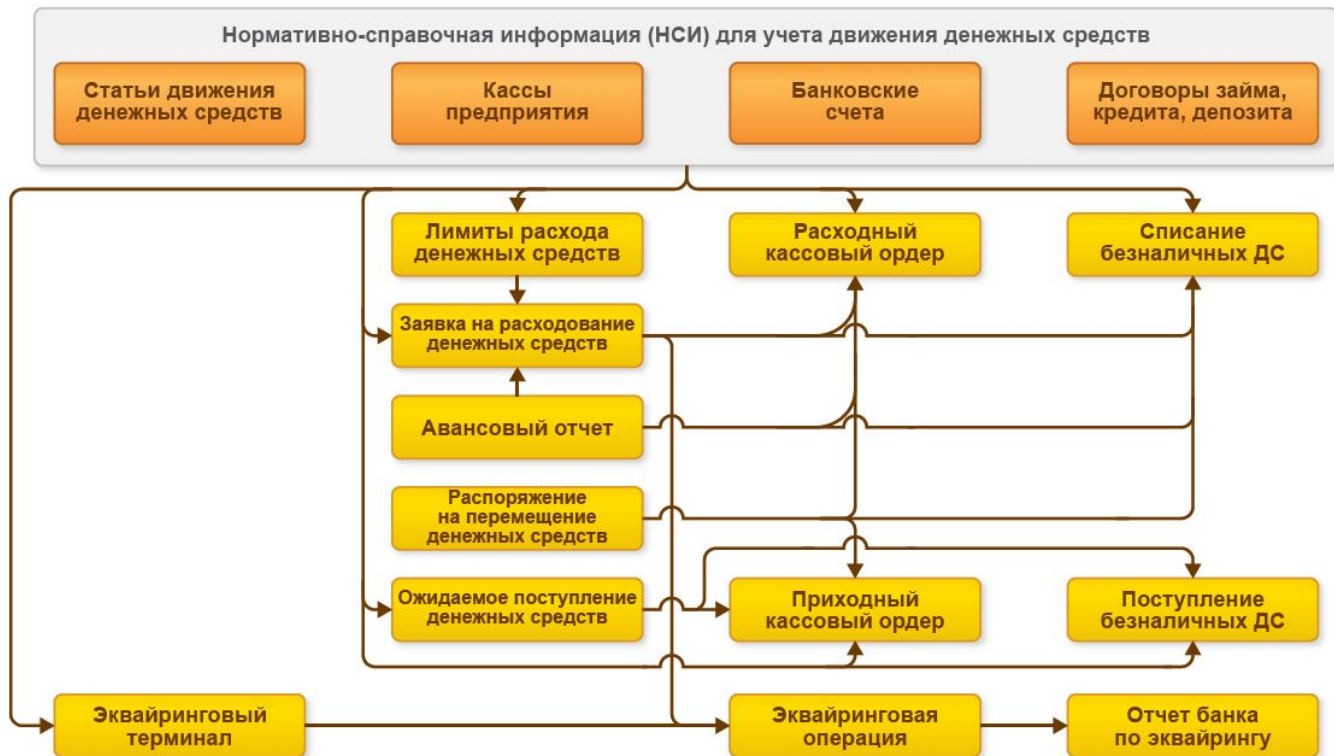 Нормативно-справочная информация (НСИ) для учета движения денежных средств
Статьи движения
денежных средств
Кассы
предприятия
Банковские
счета
Договоры займа,
кредита, депозита
Лимиты расхода
денежных средств
Расходный
кассовый ордер
Списание
безналичных ДС
Заявка на расходование
денежных средств
Авансовый отчет
Распоряжение
на перемещение
денежных средств
Ожидаемое поступление
денежных средств
Приходный
кассовый ордер
Поступление
безналичных ДС
Эквайринговый
терминал
Эквайринговая
операция
Отчет банка
по эквайрингу